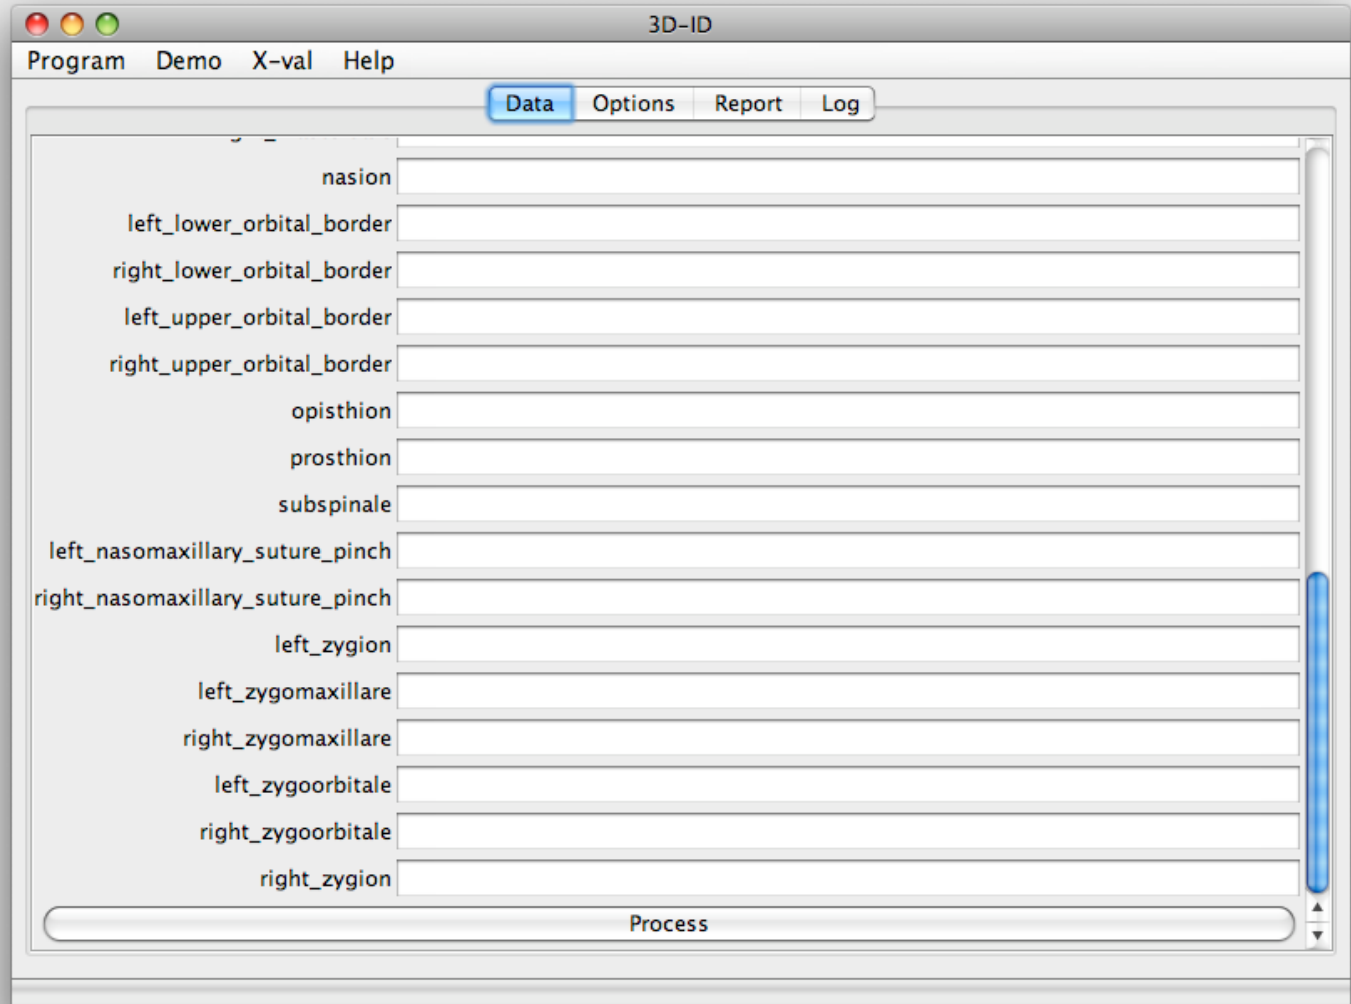 3D-ID
Program Demo X-val Help
Data Options Report Log
nasion
left_lower_orbital_border
right_lower_orbital_border
left_upper_orbital_border
right_upper_orbital_border
opisthion
prosthion
subspinale
left_nasomaxillary_suture_pinch
right_nasomaxillary_suture_pinch
left_zygion
left_zygomaxillare
right_zygomaxillare
left_zygoorbitale
right_zygoorbitale
right_zygion
Process